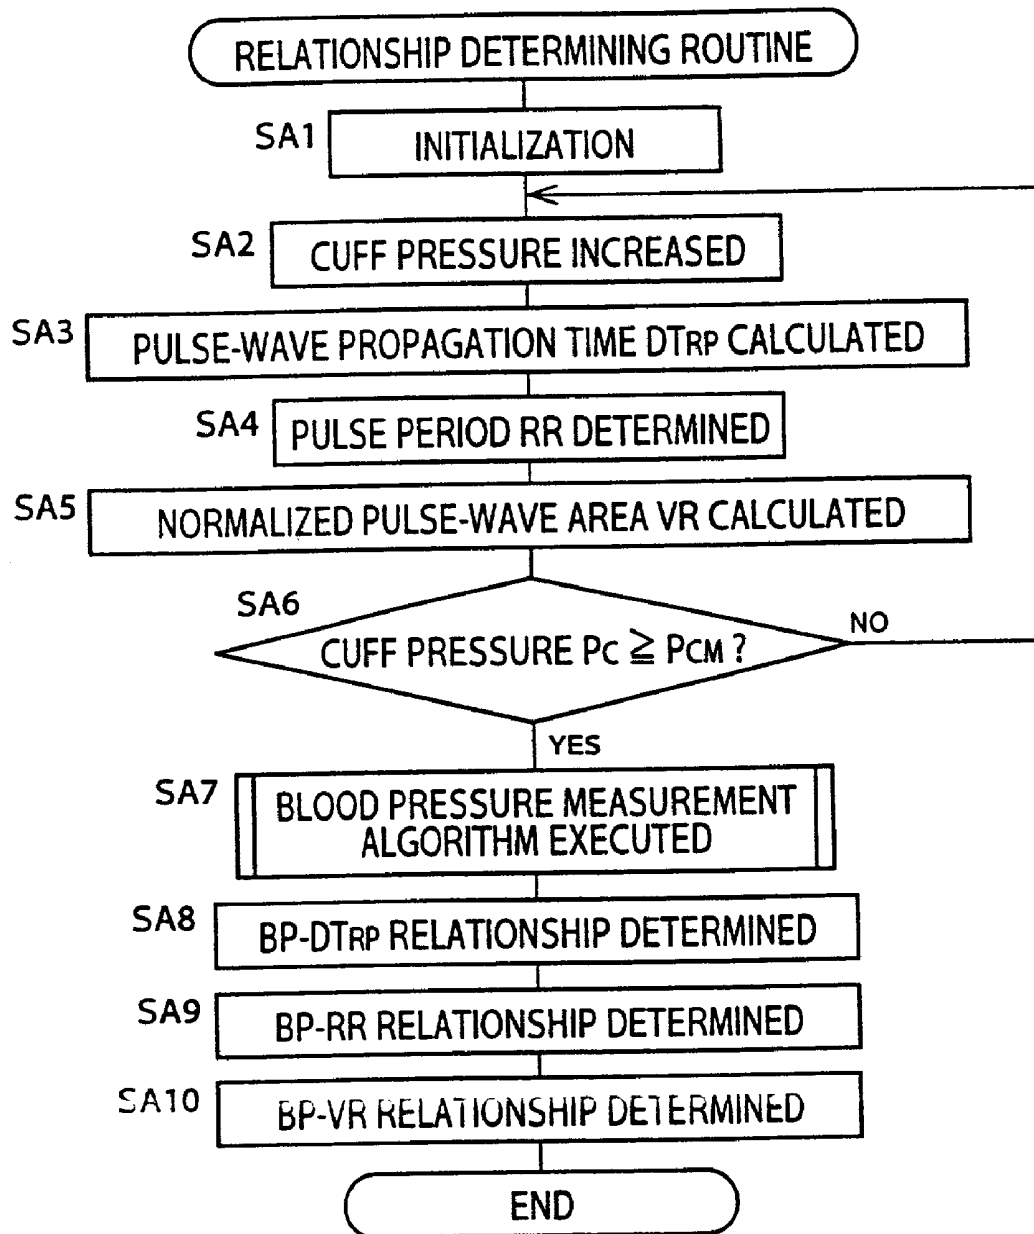 RELATIONSHIP DETERMINING ROUTINE
SA1
INITIALIZATION
SA2
CUFF PRESSURE INCREASED
SA3
PULSE-WAVE PROPAGATION TIME DTRP CALCULATED
SA4
PULSE PERIOD RR DETERMINED
SA5
NORMALIZED PULSE-WAVE AREA VR CALCULATED
SA6
CUFF PRESSURE PC ≧ PCM ?
NO
YES
SA7
BLOOD PRESSURE MEASUREMENT
ALGORITHM EXECUTED
SA8
BP-DTRP RELATIONSHIP DETERMINED
SA9
BP-RR RELATIONSHIP DETERMINED
SA10
BP-VR RELATIONSHIP DETERMINED
END